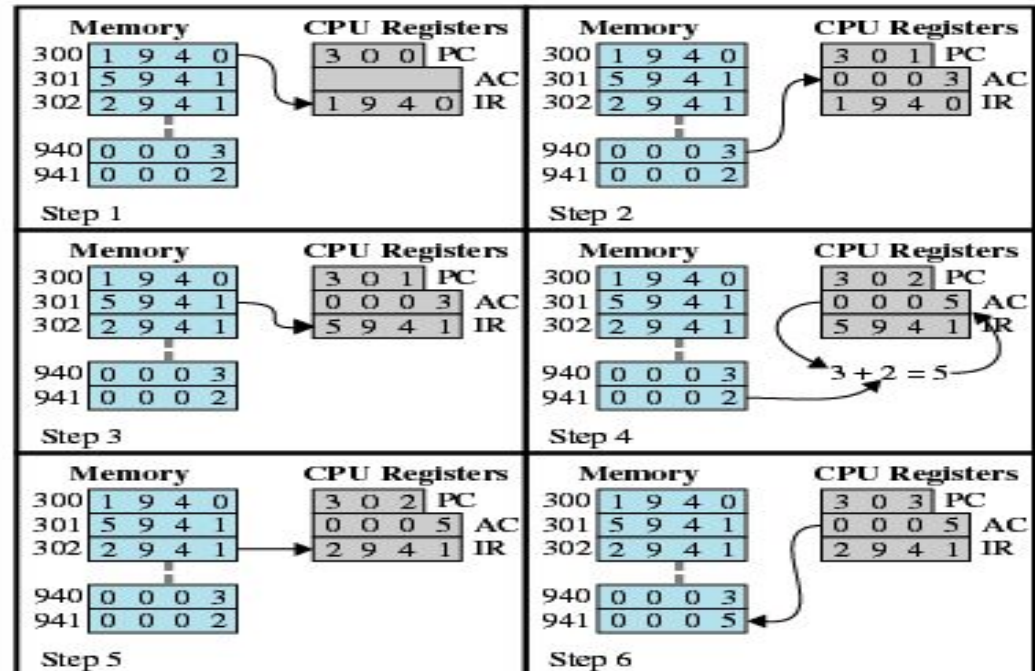 Memory CPU Registers
300 1 9 4 0 3 0 0 PC
301 5 9 4 1 AC
302 2 9 4 1 1 9 4 0 IR
940 0 0 0 3
941 0 0 0 2
Step 1
Memory CPU Registers
300 1 9 4 0 3 0 1 PC
301 5 9 4 1 0 0 0 3 AC
302 2 9 4 1 1 9 4 0 IR
940 0 0 0 3
941 0 0 0 2
Step 2
Memory CPU Registers
300 1 9 4 0 3 0 1 PC
301 5 9 4 1 0 0 0 3 AC
302 2 9 4 1 5 9 4 1 IR
940 0 0 0 3
941 0 0 0 2
Step 3
Memory CPU Registers
300 1 9 4 0 3 0 2 PC
301 5 9 4 1 0 0 0 5 AC
302 2 9 4 1 5 9 4 1 IR
940 0 0 0 3 3 + 2 = 5
941 0 0 0 2
Step 4
Memory CPU Registers
300 1 9 4 0 3 0 2 PC
301 5 9 4 1 0 0 0 5 AC
302 2 9 4 1 2 9 4 1 IR
940 0 0 0 3
941 0 0 0 2
Step 5
Memory CPU Registers
300 1 9 4 0 3 0 3 PC
301 5 9 4 1 0 0 0 5 AC
302 2 9 4 1 2 9 4 1 IR
940 0 0 0 3
941 0 0 0 5
Step 6